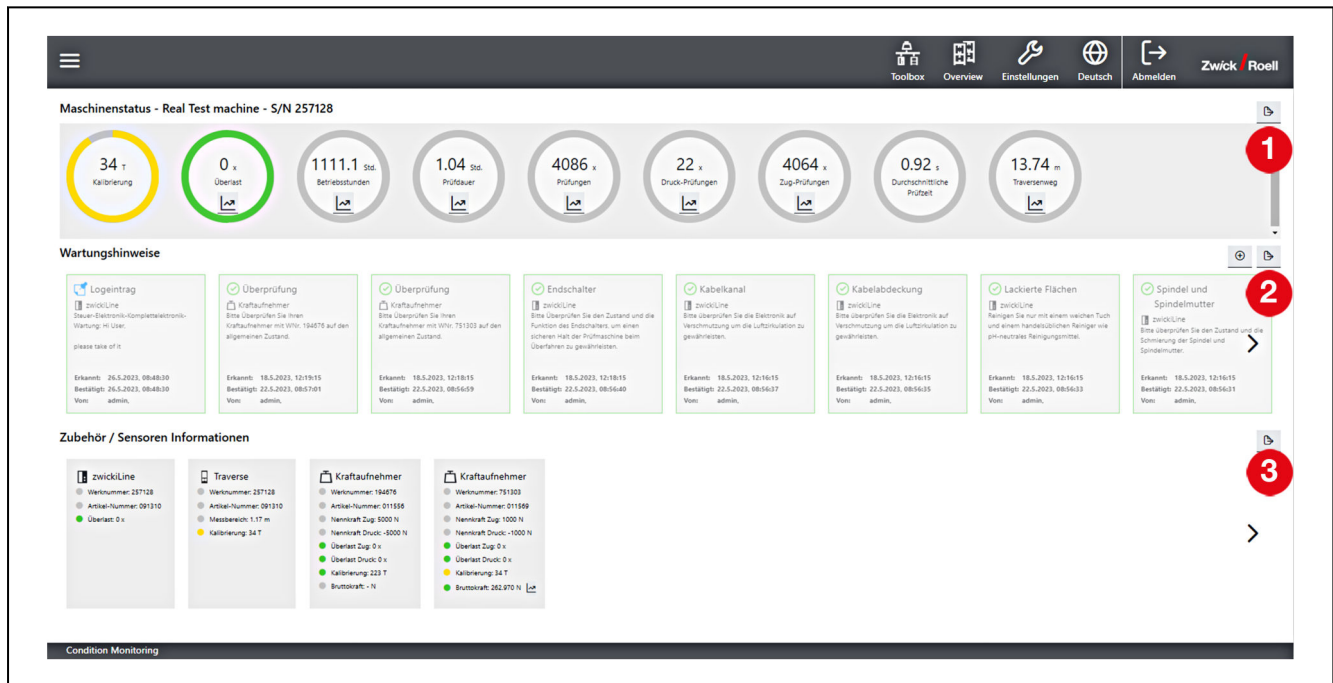 Toolbox Overview Einstellungen Deutsch Abmelden Zwick Roell
Maschinenstatus - Real Test machine - S/N 257128
1
34 T
Kalibrierung
0 x
Überlast
1111.1 Std.
Betriebsstunden
1.04 Std.
Prüfdauer
4086 x
Prüfungen
22 x
Druck-Prüfungen
4064 x
Zug-Prüfungen
0.92 s
Durchschnittliche
Prüfzeit
13.74 m
Traversenweg
Wartungshinweise
2
Logeintrag
zwickiLine
Steuer-Elektronik-Komplettelektronik-
Wartung: Hi User,
please take of it
Erkannt: 26.5.2023, 08:48:30
Bestätigt: 26.5.2023, 08:48:30
Von: admin,
Überprüfung
Kraftaufnehmer
Bitte Überprüfen Sie Ihren
Kraftaufnehmer mit WNr. 194676 auf den
allgemeinen Zustand.
Erkannt: 18.5.2023, 12:19:15
Bestätigt: 22.5.2023, 08:57:01
Von: admin,
Überprüfung
Kraftaufnehmer
Bitte Überprüfen Sie Ihren
Kraftaufnehmer mit WNr. 751303 auf den
allgemeinen Zustand.
Erkannt: 18.5.2023, 12:18:15
Bestätigt: 22.5.2023, 08:56:59
Von: admin,
Endschalter
zwickiLine
Bitte Überprüfen Sie den Zustand und die
Funktion des Endschalters, um einen
sicheren Halt der Prüfmaschine beim
Überfahren zu gewährleisten.
Erkannt: 18.5.2023, 12:18:15
Bestätigt: 22.5.2023, 08:56:40
Von: admin,
Kabelkanal
zwickiLine
Bitte überprüfen Sie die Elektronik auf
Verschmutzung um die Luftzirkulation zu
gewährleisten.
Erkannt: 18.5.2023, 12:16:15
Bestätigt: 22.5.2023, 08:56:37
Von: admin,
Kabelabdeckung
zwickiLine
Bitte überprüfen Sie die Elektronik auf
Verschmutzung um die Luftzirkulation zu
gewährleisten.
Erkannt: 18.5.2023, 12:16:15
Bestätigt: 22.5.2023, 08:56:35
Von: admin,
Lackierte Flächen
zwickiLine
Reinigen Sie nur mit einem weichen Tuch
und einem handelsüblichen Reiniger wie
pH-neutrales Reinigungsmittel.
Erkannt: 18.5.2023, 12:16:15
Bestätigt: 22.5.2023, 08:56:33
Von: admin,
Spindel und
Spindelmutter
zwickiLine
Bitte überprüfen Sie den Zustand und die
Schmierung der Spindel und
Spindelmutter.
Erkannt: 18.5.2023, 12:16:15
Bestätigt: 22.5.2023, 08:56:31
Von: admin,
Zubehör / Sensoren Informationen
3
zwickiLine
Werknummer: 257128
Artikel-Nummer: 091310
Überlast: 0 x
Traverse
Werknummer: 257128
Artikel-Nummer: 091310
Messbereich: 1.17 m
Kalibrierung: 34 T
Kraftaufnehmer
Werknummer: 194676
Artikel-Nummer: 011556
Nennkraft Zug: 5000 N
Nennkraft Druck: -5000 N
Überlast Zug: 0 x
Überlast Druck: 0 x
Kalibrierung: 223 T
Bruttokraft: - N
Kraftaufnehmer
Werknummer: 751303
Artikel-Nummer: 011569
Nennkraft Zug: 1000 N
Nennkraft Druck: -1000 N
Überlast Zug: 0 x
Überlast Druck: 0 x
Kalibrierung: 34 T
Bruttokraft: 262.970 N
Condition Monitoring